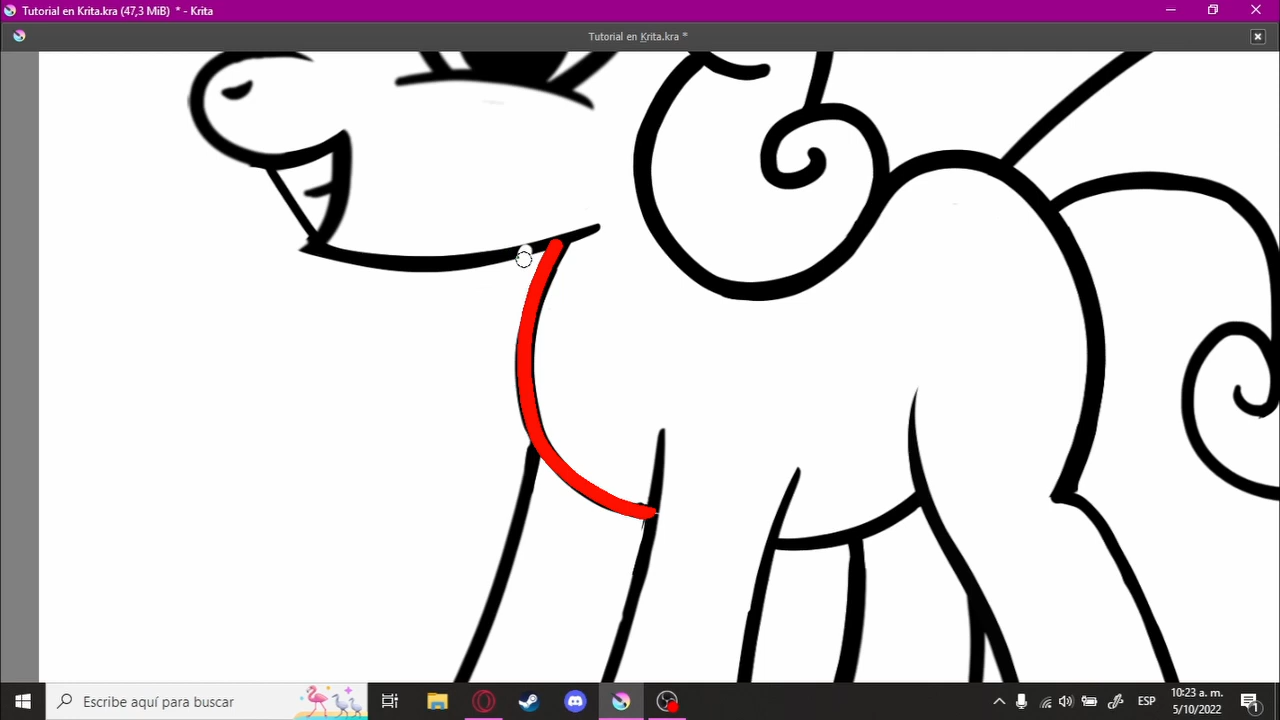 Tutorial en Krita.kra (47,3 MiB) * - Krita
Tutorial en Krita.kra *
Escribe aquí para buscar
ESP
10:23 a. m.
5/10/2022
1